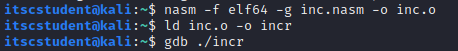 itscstudent@kali:~$ nasm -f elf64 -g inc.nasm -o inc.o
itscstudent@kali:~$ ld inc.o -o incr
itscstudent@kali:~$ gdb ./incr